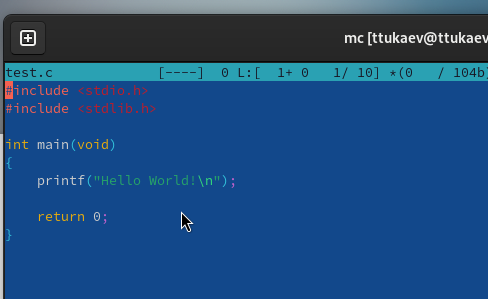 mc [ttukaev@ttukaev
test.c [----] 0 L:[ 1+ 0 1/ 10] *(0 / 104b)
#include <stdio.h>
#include <stdlib.h>
int main(void)
{
printf("Hello World!\n");
return 0;
}